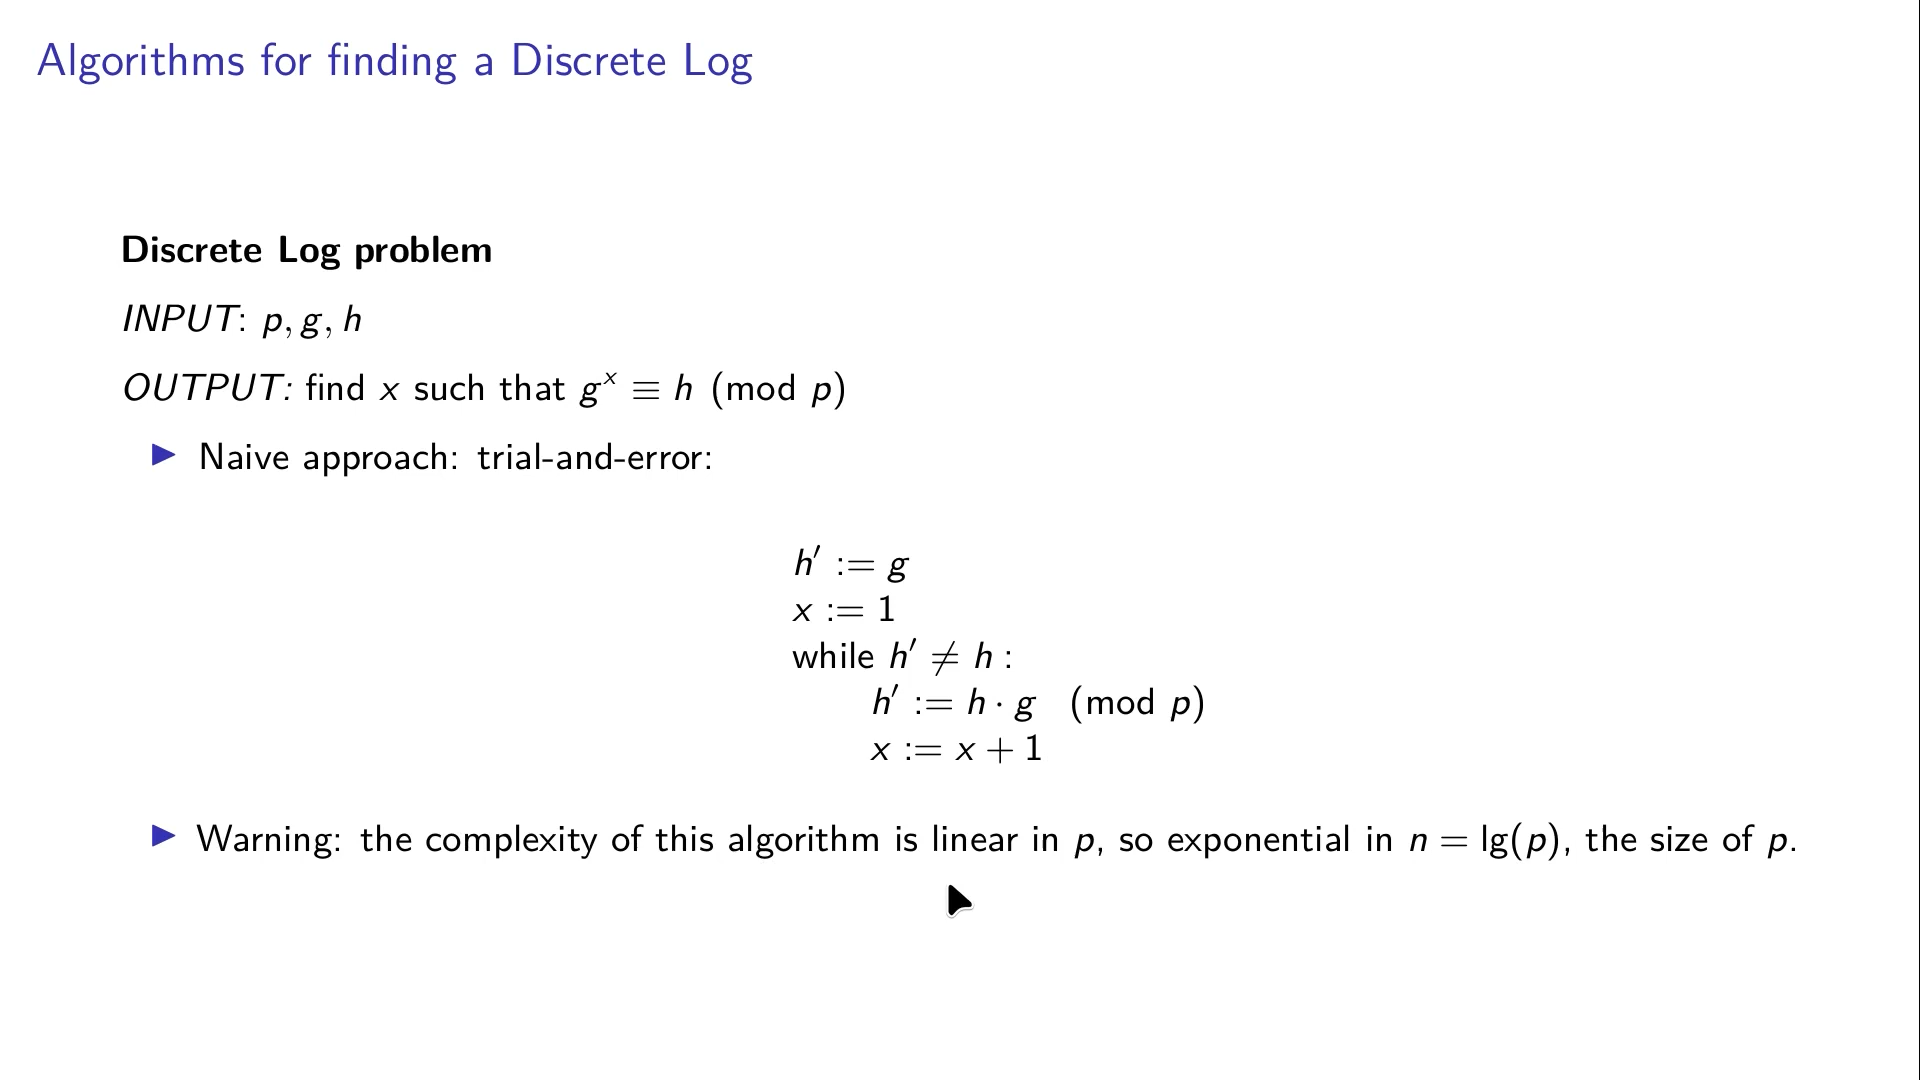 Algorithms for finding a Discrete Log
Discrete Log problem
INPUT: p, g, h
OUTPUT: find x such that gˣ ≡ h (mod p)
▶ Naive approach: trial-and-error:
h′ := g
x := 1
while h′ ≠ h :
h′ := h · g (mod p)
x := x + 1
▶ Warning: the complexity of this algorithm is linear in p, so exponential in n = lg(p), the size of p.